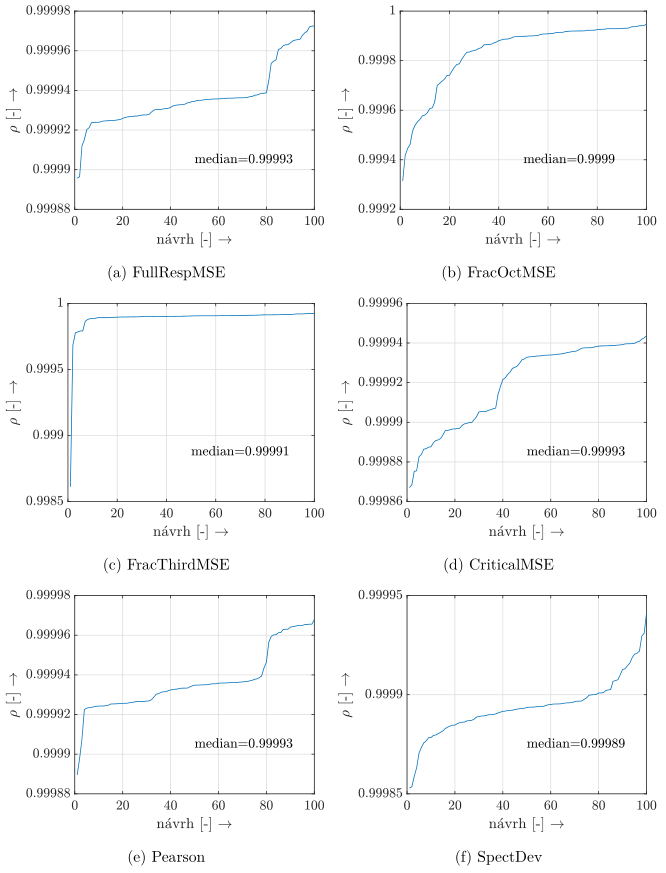 0.99998
0.99996
0.99994
0.99992
0.9999
0.99988
0 20 40 60 80 100
ρ [-] →
návrh [-] →
median=0.99993
(a) FullRespMSE
1
0.9998
0.9996
0.9994
0.9992
0 20 40 60 80 100
ρ [-] →
návrh [-] →
median=0.9999
(b) FracOctMSE
1
0.9995
0.999
0.9985
0 20 40 60 80 100
ρ [-] →
návrh [-] →
median=0.99991
(c) FracThirdMSE
0.99996
0.99994
0.99992
0.9999
0.99988
0.99986
0 20 40 60 80 100
ρ [-] →
návrh [-] →
median=0.99993
(d) CriticalMSE
0.99998
0.99996
0.99994
0.99992
0.9999
0.99988
0 20 40 60 80 100
ρ [-] →
návrh [-] →
median=0.99993
(e) Pearson
0.99995
0.9999
0.99985
0 20 40 60 80 100
ρ [-] →
návrh [-] →
median=0.99989
(f) SpectDev